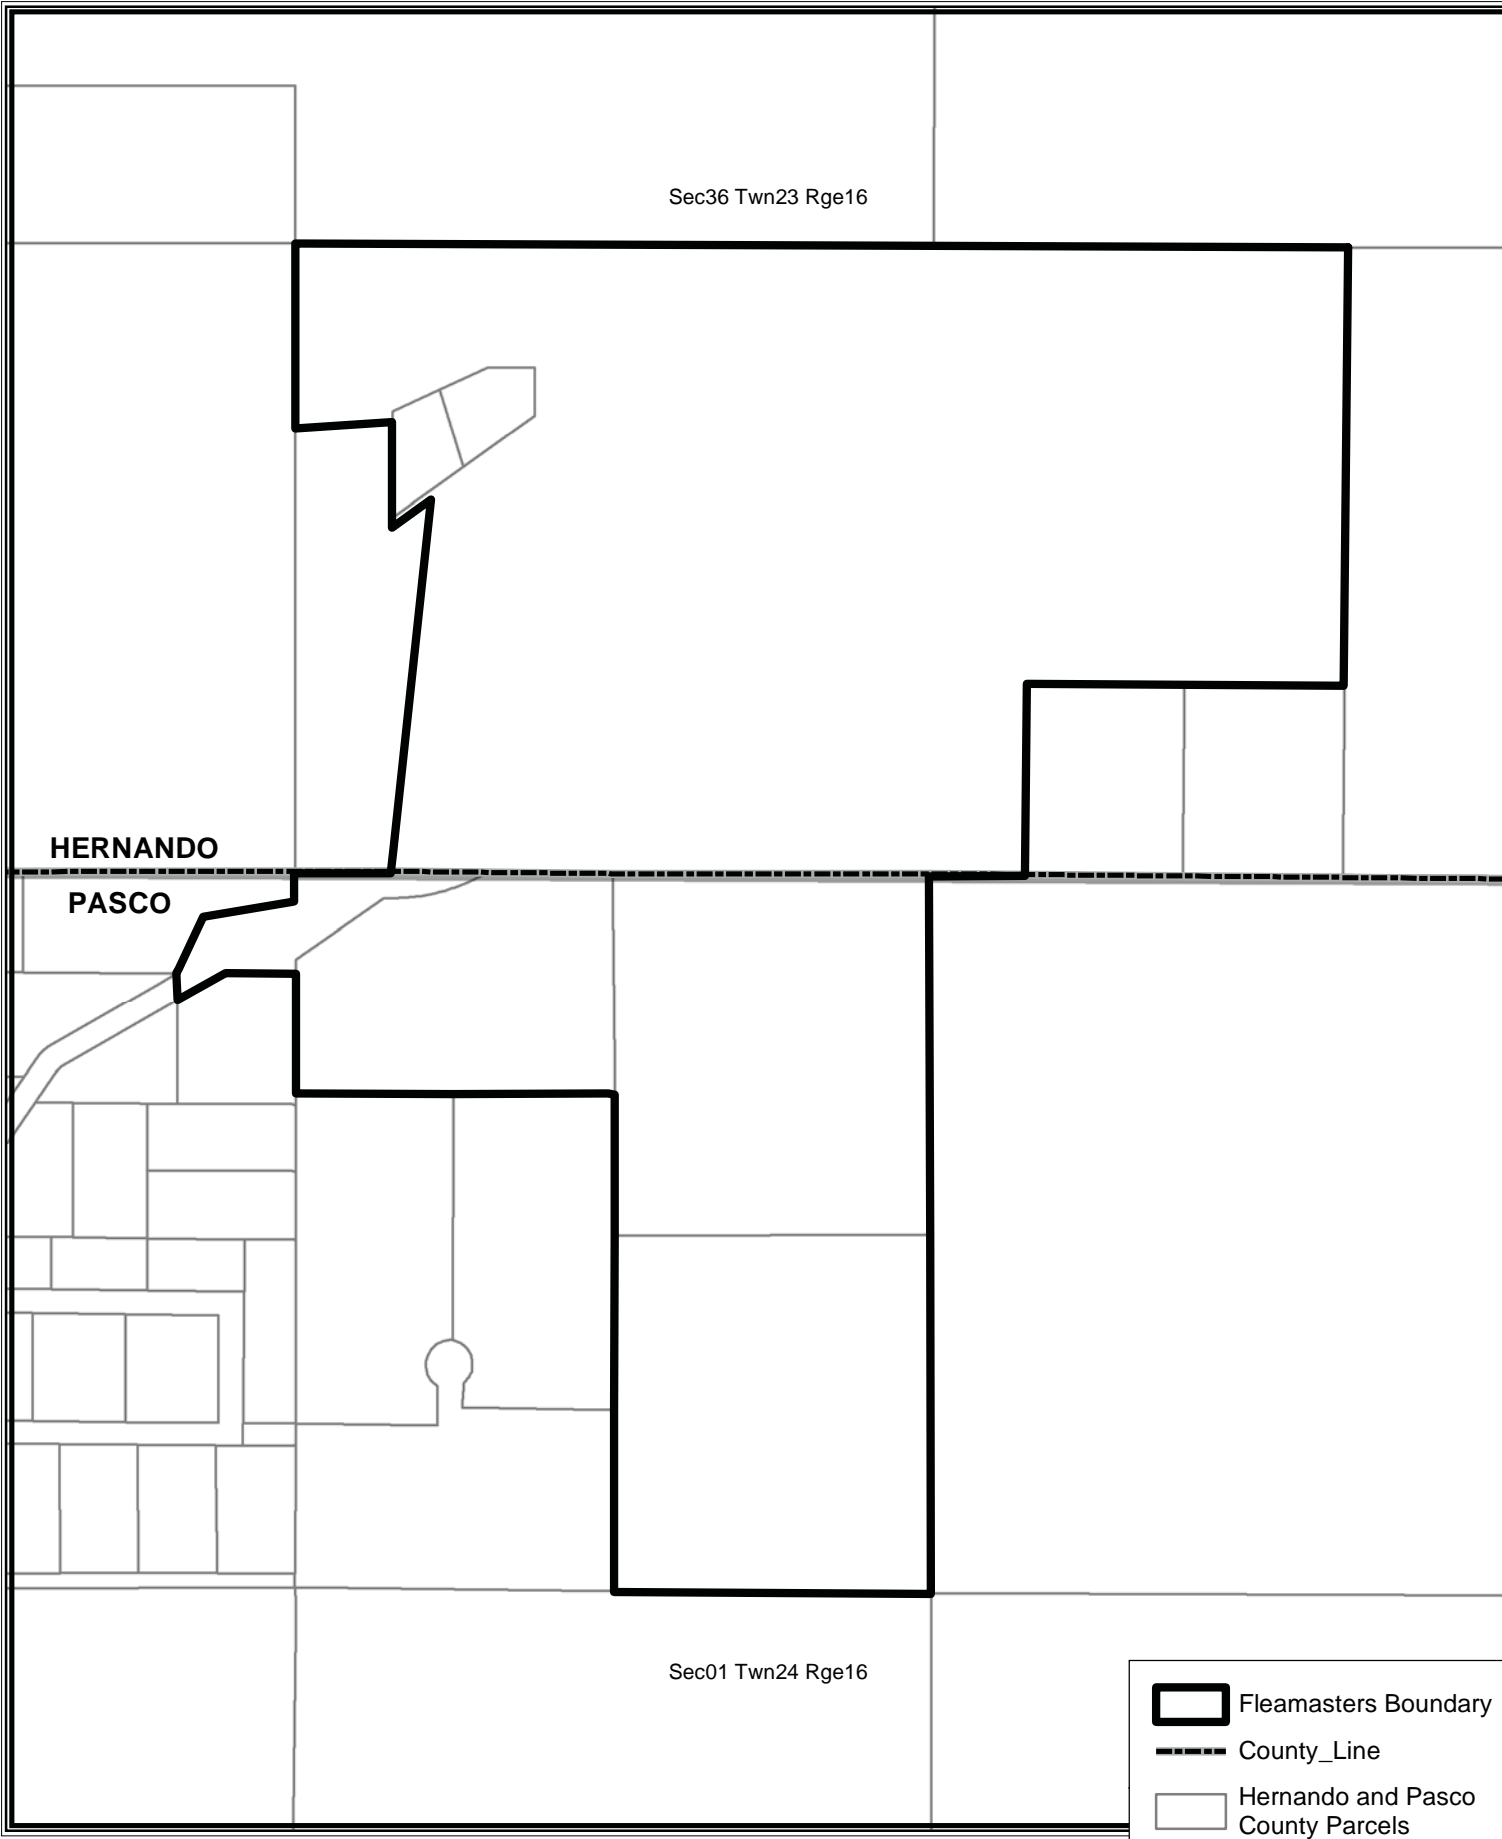 Sec36 Twn23 Rge16
HERNANDO
PASCO
Sec01 Twn24 Rge16
Fleamasters Boundary
County_Line
Hernando and Pasco
County Parcels